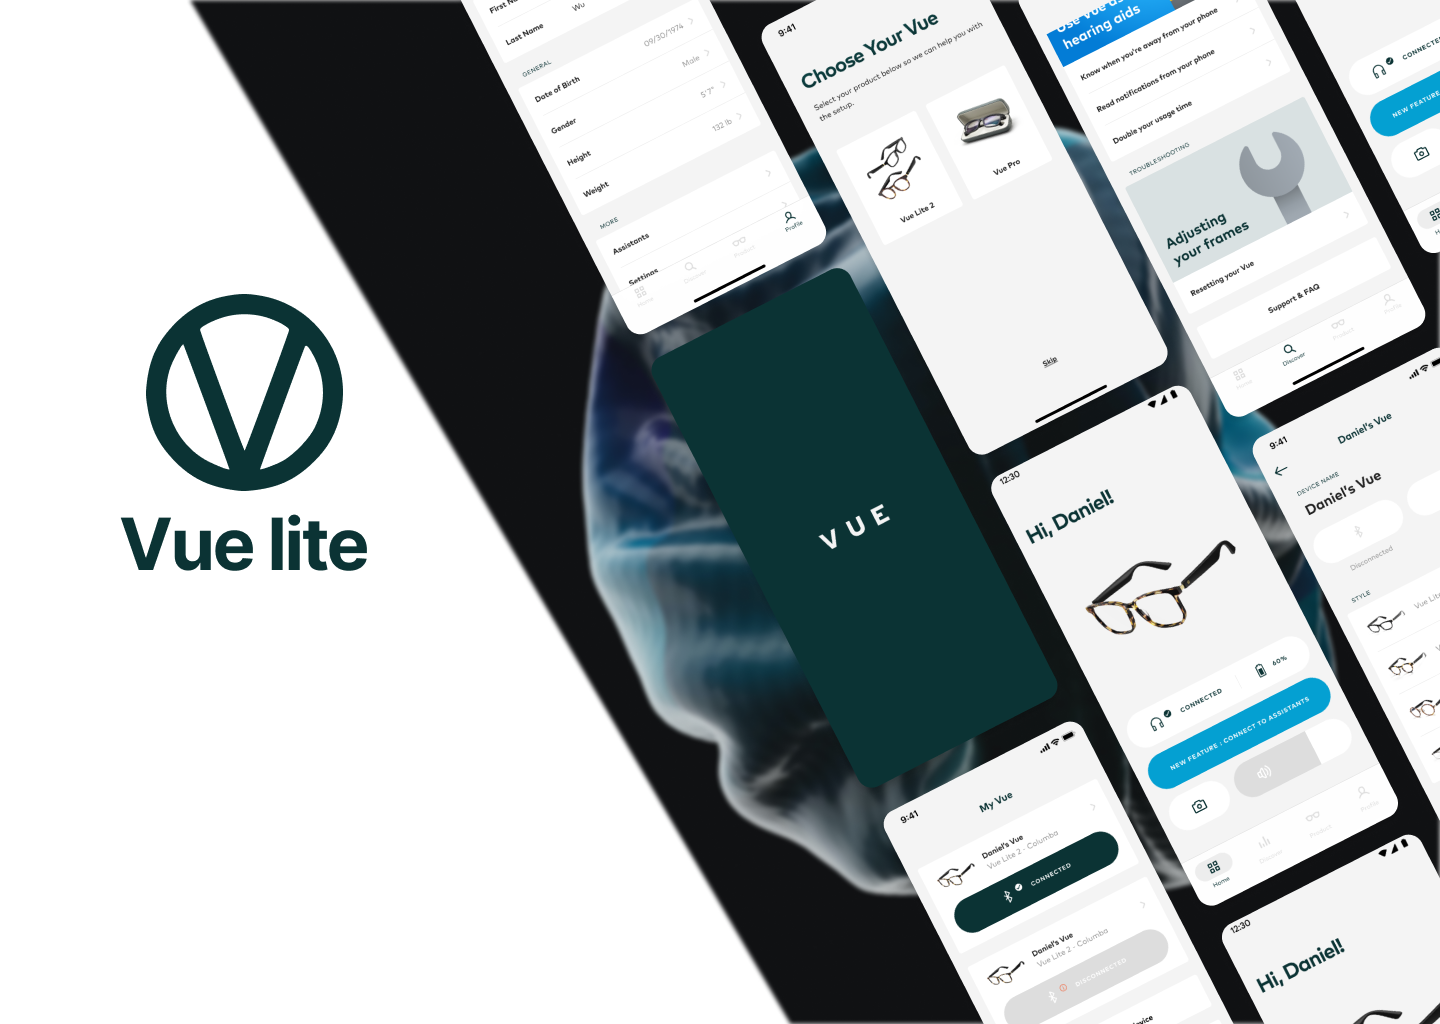 Vue lite
First
Last Name
Wu
GENERAL
Date of Birth
09/30/1974
Gender
Male
Height
5'7"
Weight
132 lb
MORE
Assistants
Settings
Home
Discover
Product
Profile
9:41
Choose Your Vue
Select your product below so we can help you with
the setup.
Vue Lite 2
Vue Pro
Skip
Use Vue as
hearing aids
Know when you're away from your phone
Read notifications from your phone
Double your usage time
TROUBLESHOOTING
Adjusting
your frames
Resetting your Vue
Support & FAQ
Home
Discover
Product
Profile
CONNECTED
NEW FEATURE
VUE
12:30
Hi, Daniel!
CONNECTED
60%
NEW FEATURE : CONNECT TO ASSISTANTS
Home
Discover
Product
Profile
9:41
Daniel's Vue
DEVICE NAME
Daniel's Vue
Disconnected
STYLE
Vue Lite
9:41
My Vue
Daniel's Vue
Vue Lite 2 - Columba
CONNECTED
Daniel's Vue
Vue Lite 2 - Columba
DISCONNECTED
12:30
Hi, Daniel!